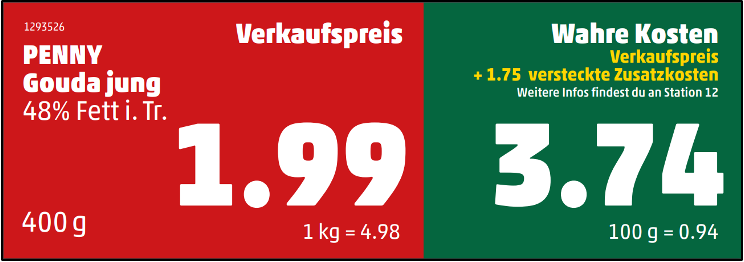 1293526
PENNY
Gouda jung
48% Fett i. Tr.
400 g
Verkaufspreis
1.99
1 kg = 4.98
Wahre Kosten
Verkaufspreis
+ 1.75 versteckte Zusatzkosten
Weitere Infos findest du an Station 12
3.74
100 g = 0.94